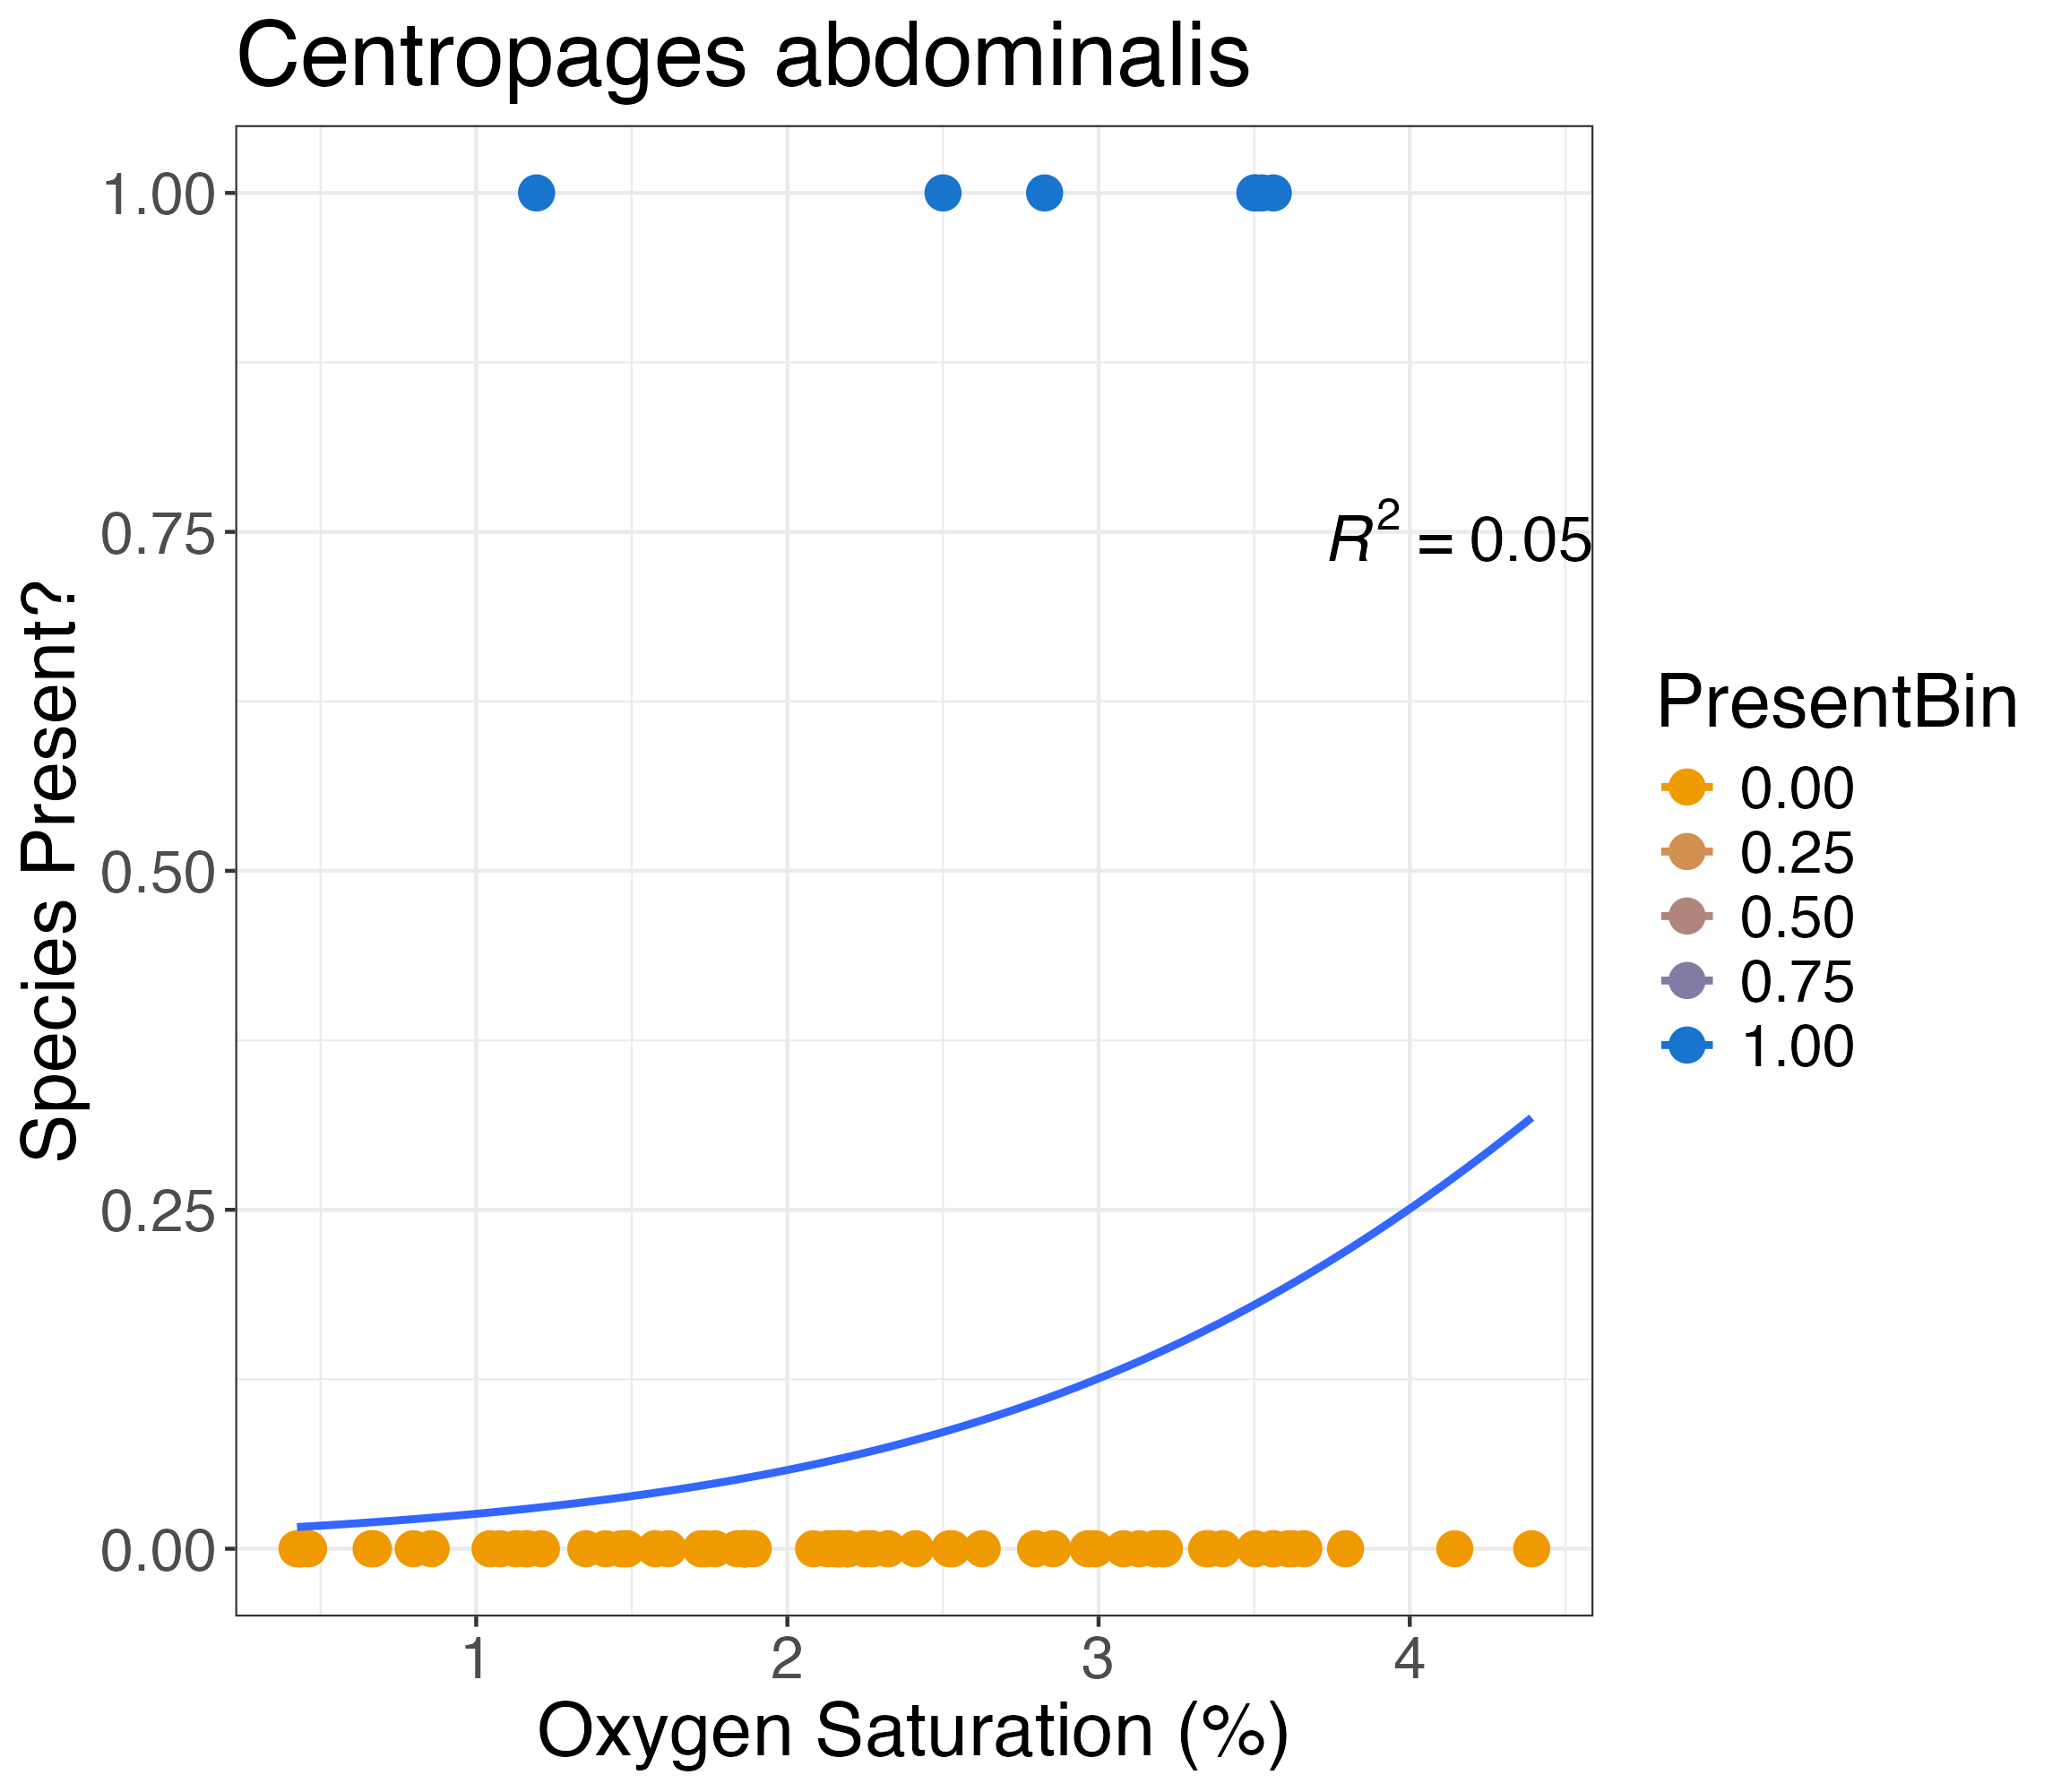 Centropages abdominalis
1.00
0.75
0.50
0.25
0.00
Species Present?
R2 = 0.05
1
2
3
4
Oxygen Saturation (%)
PresentBin
0.00
0.25
0.50
0.75
1.00